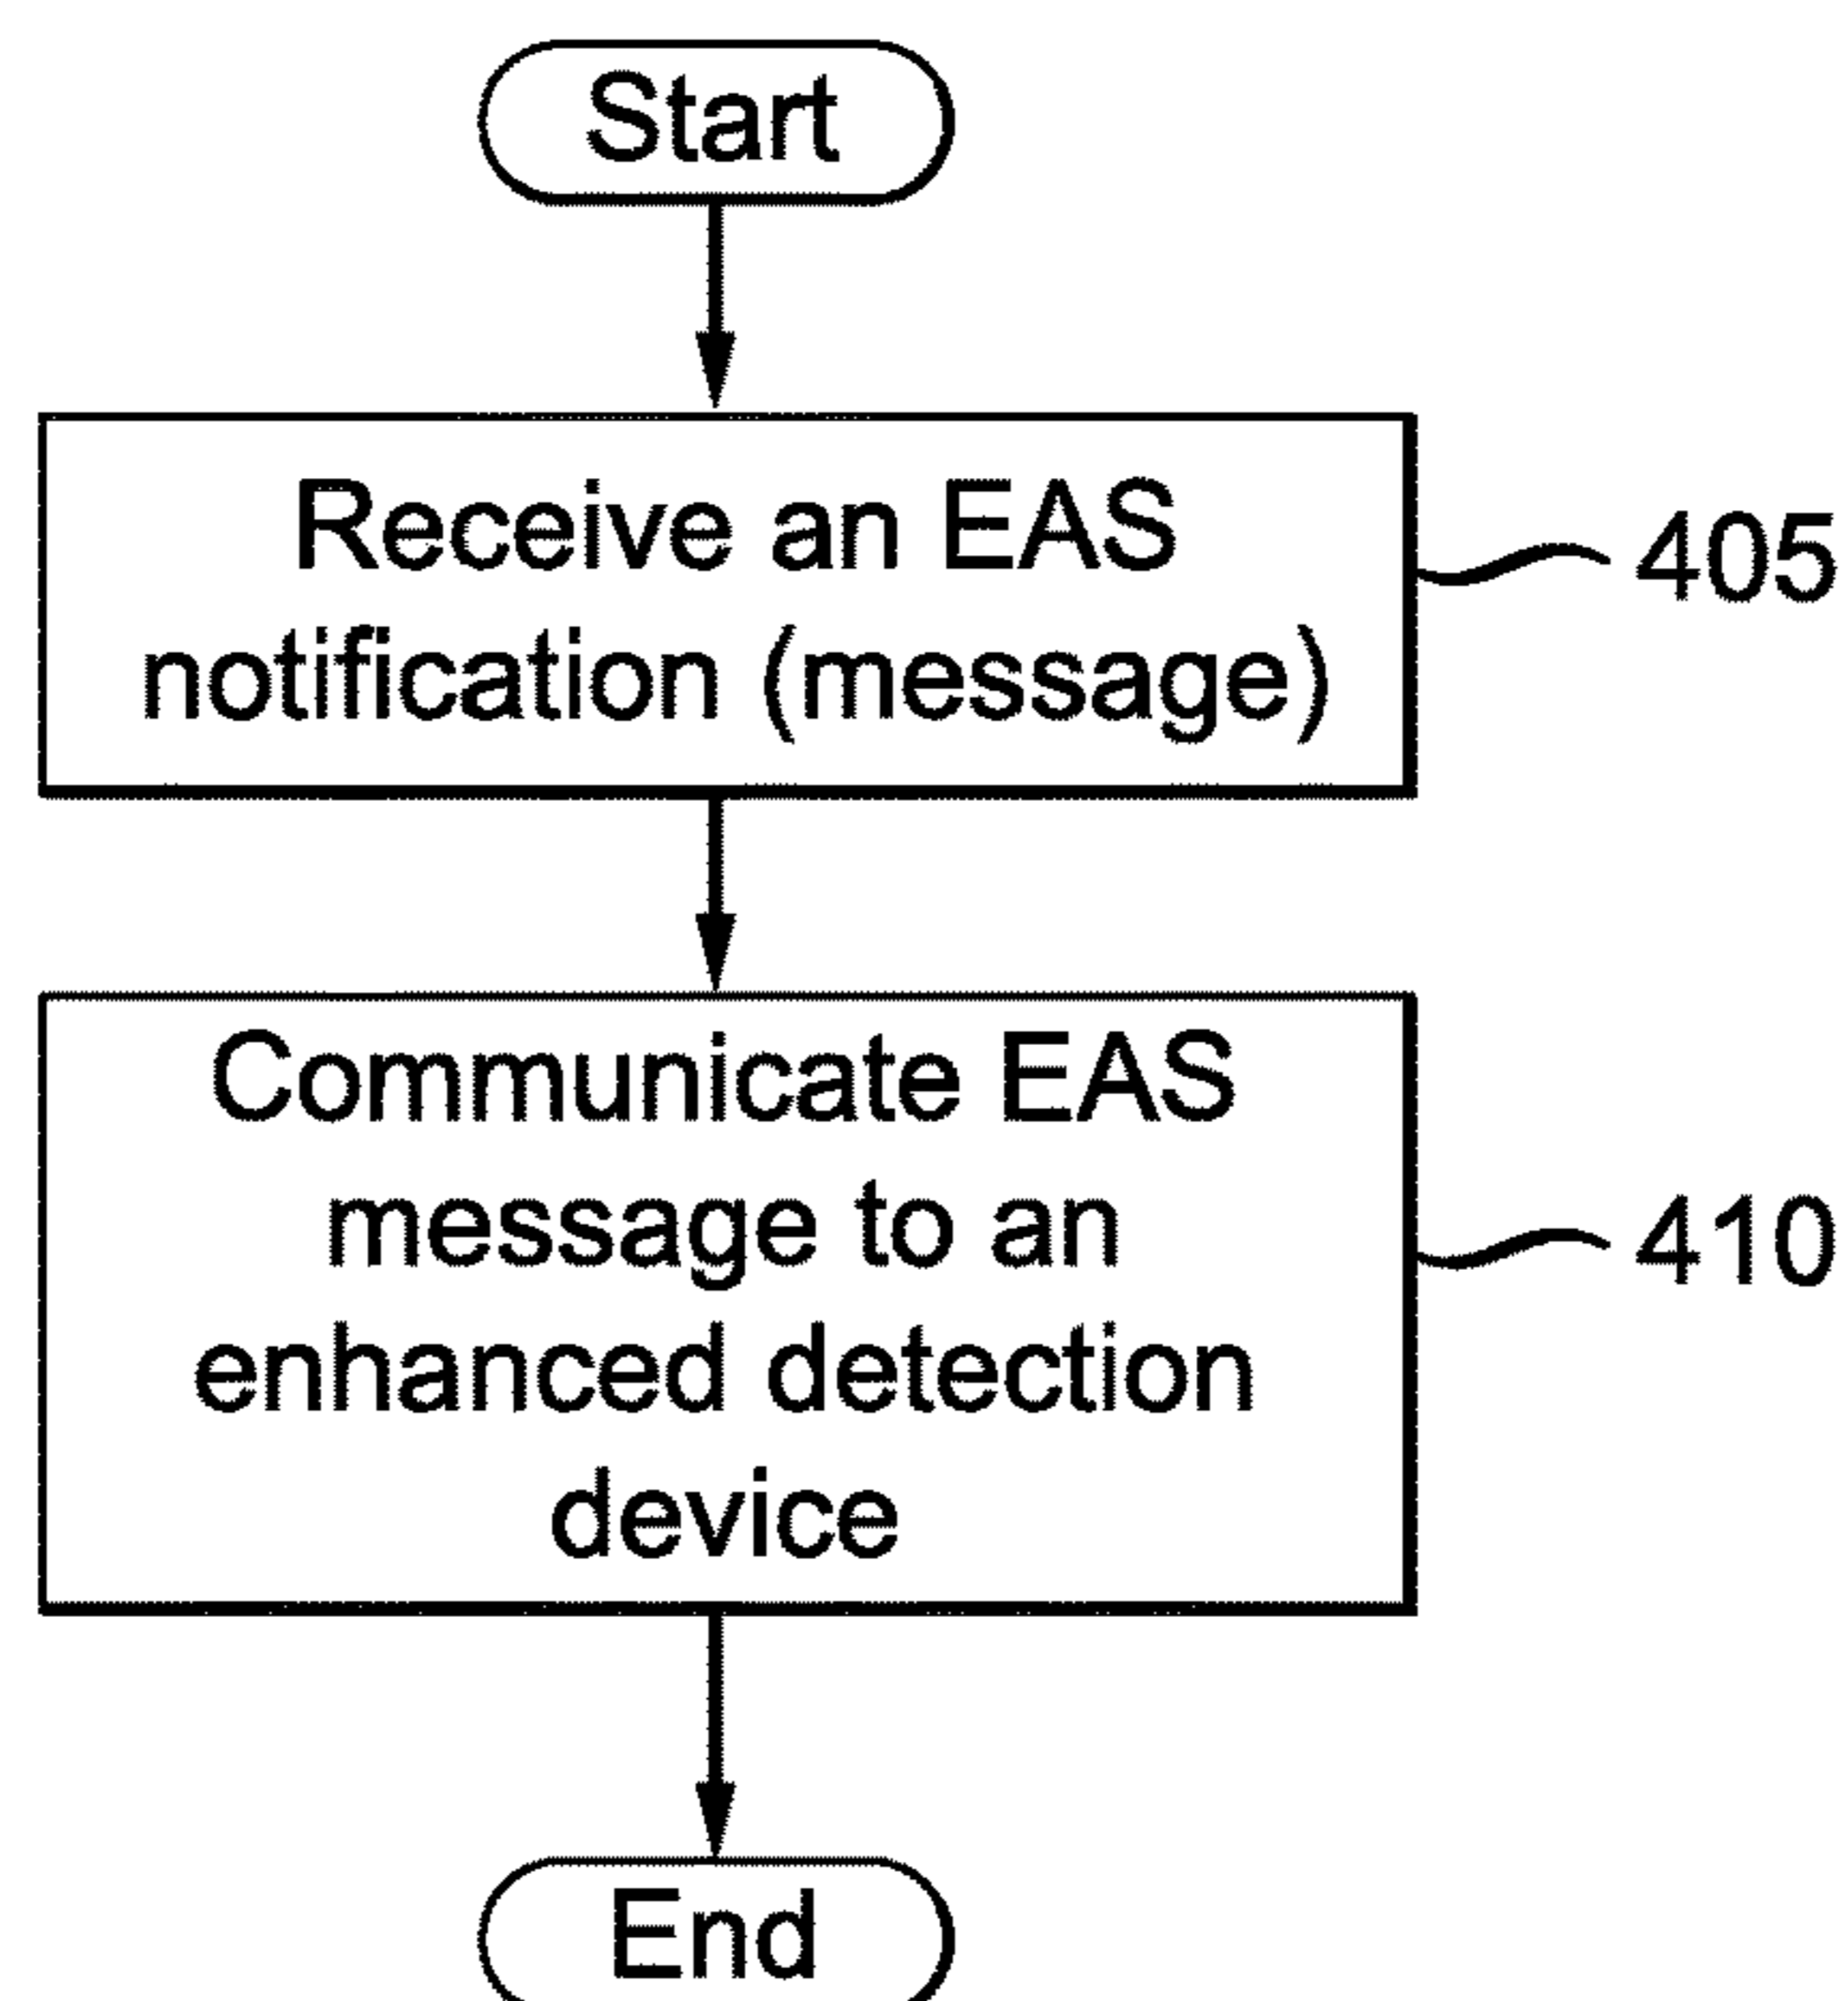 Start
Receive an EAS
notification (message)
405
Communicate EAS
message to an
enhanced detection
device
410
End